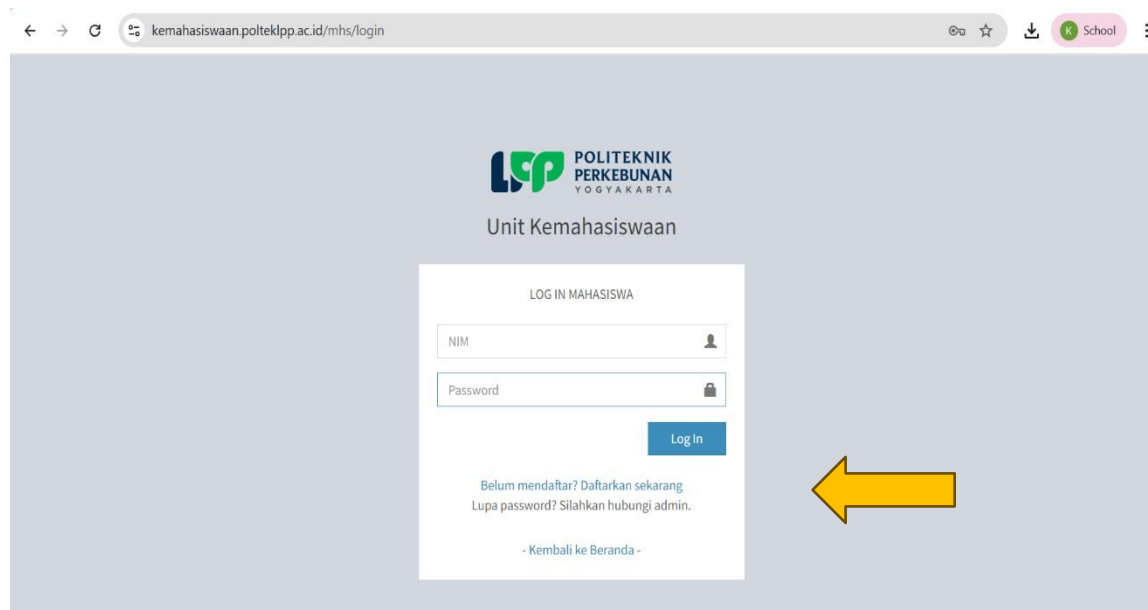 kemahasiswaan.polteklpp.ac.id/mhs/login
K School
LPP POLITEKNIK
PERKEBUNAN
YOGYAKARTA
Unit Kemahasiswaan
LOG IN MAHASISWA
NIM
Password
Log In
Belum mendaftar? Daftarkan sekarang
Lupa password? Silahkan hubungi admin.
- Kembali ke Beranda -